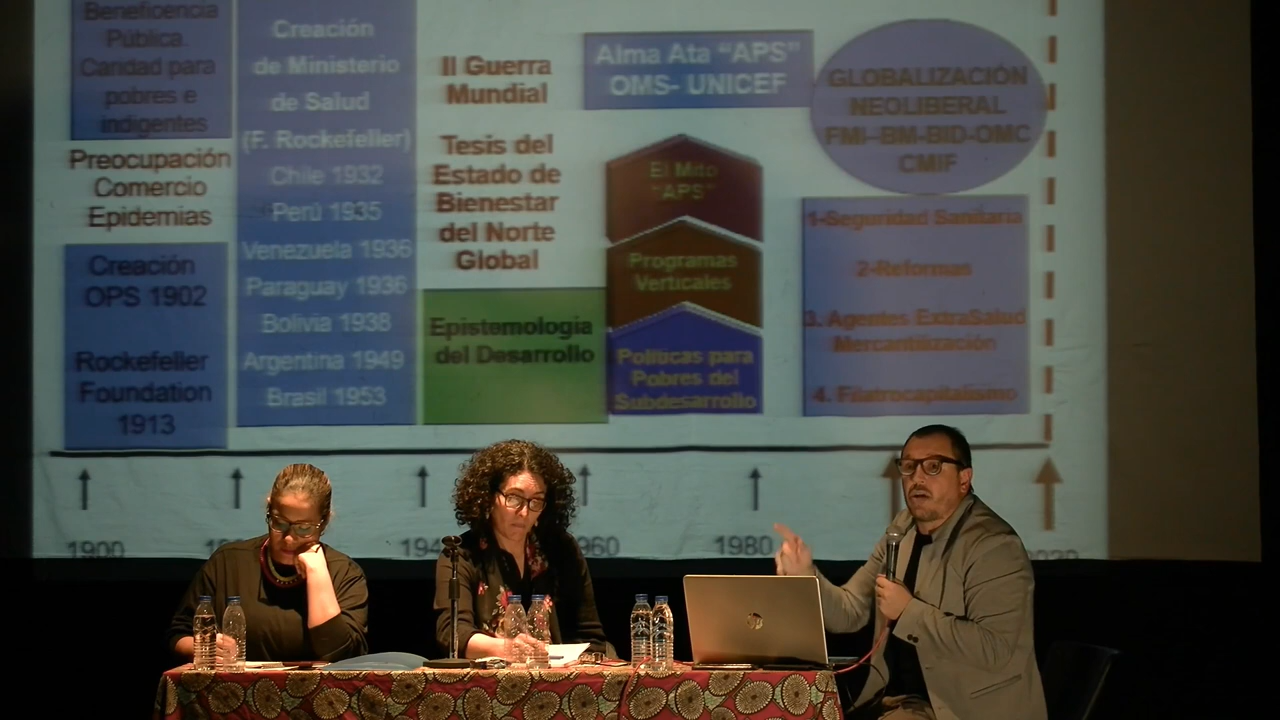 Beneficencia
Pública.
Caridad para
pobres e
indigentes
Preocupación
Comercio
Epidemias
Creación
OPS 1902
Rockefeller
Foundation
1913
Creación
de Ministerio
de Salud
(F. Rockefeller)
Chile 1932
Perú 1935
Venezuela 1936
Paraguay 1936
Bolivia 1938
Argentina 1949
Brasil 1953
II Guerra
Mundial
Tesis del
Estado de
Bienestar
del Norte
Global
Epistemología
del Desarrollo
Alma Ata “APS”
OMS- UNICEF
El Mito
“APS”
Programas
Verticales
Políticas para
Pobres del
Subdesarrollo
GLOBALIZACIÓN
NEOLIBERAL
FMI-BM-BID-OMC
CMIF
1-Seguridad Sanitaria
2-Reformas
3. Agentes ExtraSalud
Mercantilización
4. Filatrocapitalismo
1900
1980
hp